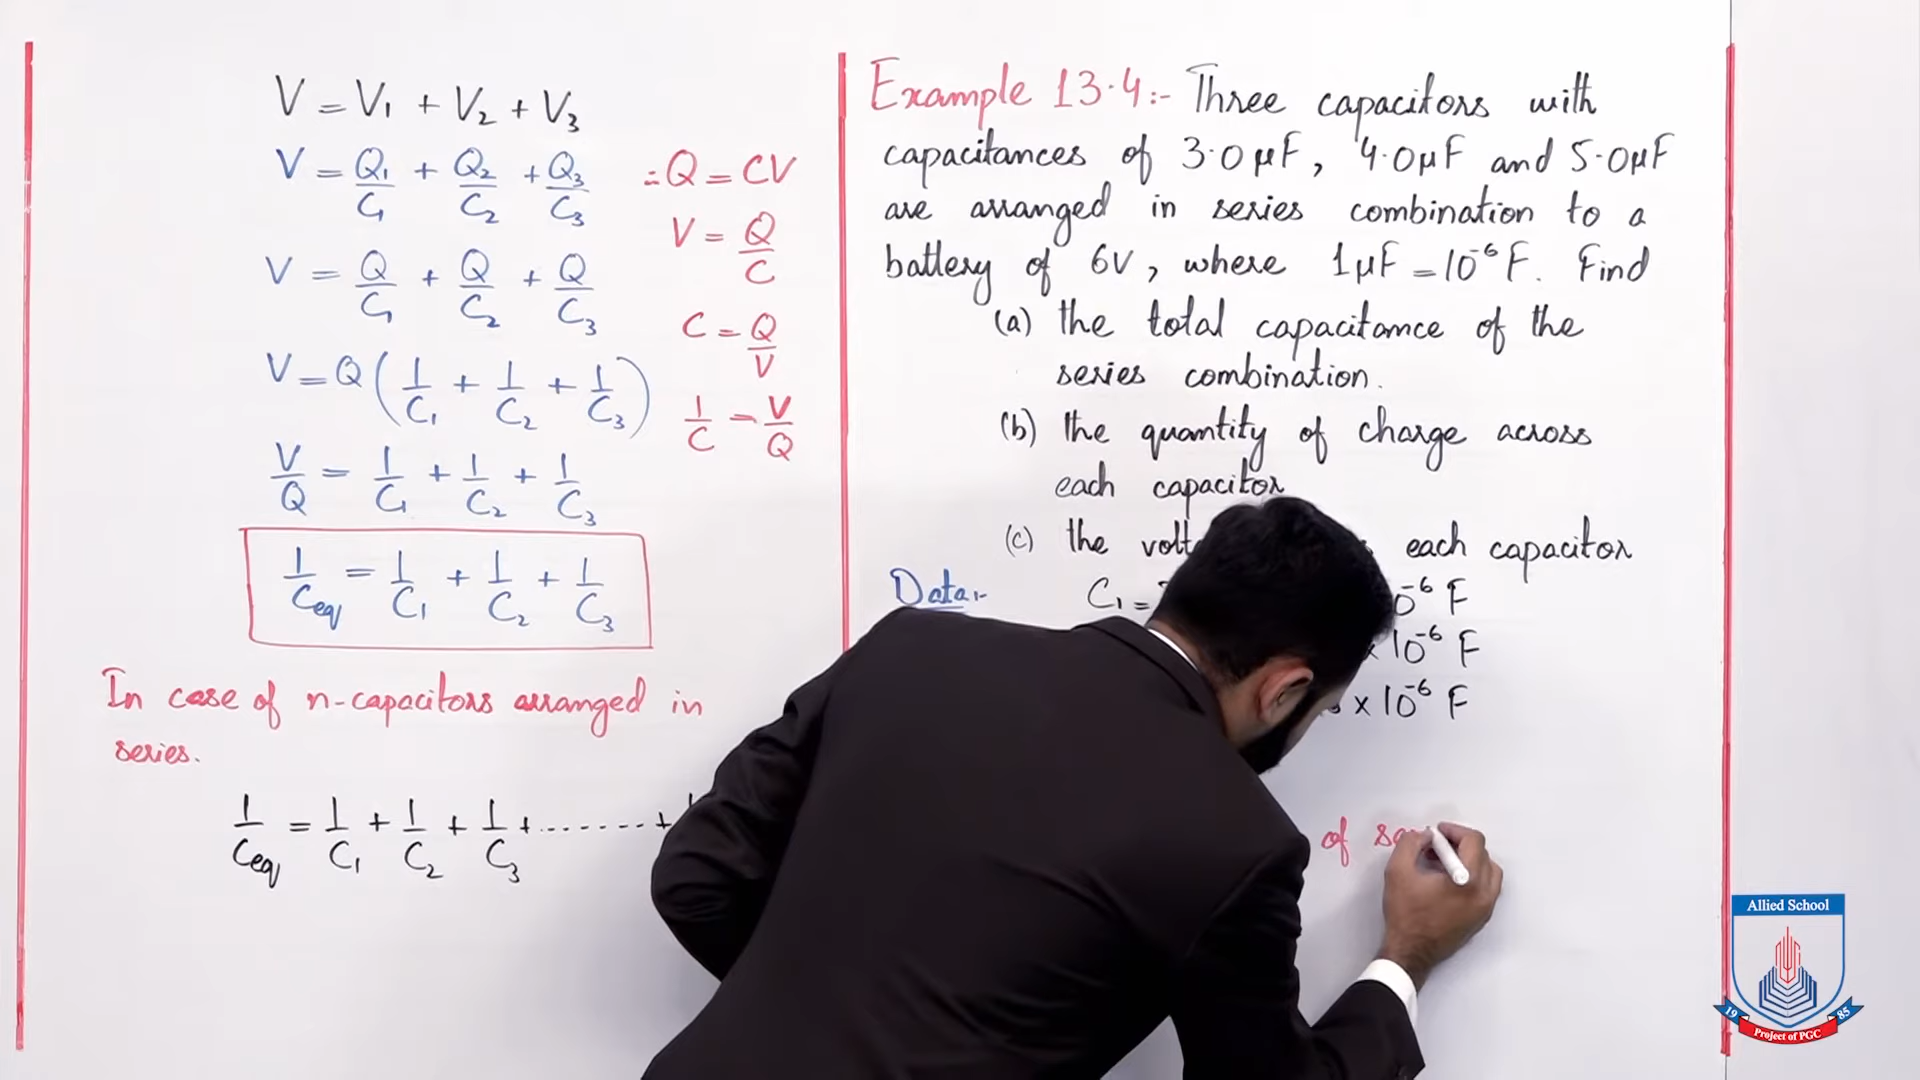 V = V₁ + V₂ + V₃
V = Q₁/C₁ + Q₂/C₂ + Q₃/C₃
V = Q/C₁ + Q/C₂ + Q/C₃
V = Q (1/C₁ + 1/C₂ + 1/C₃)
V/Q = 1/C₁ + 1/C₂ + 1/C₃
1/Ceq = 1/C₁ + 1/C₂ + 1/C₃
In case of n-capacitors arranged in
series.
1/Ceq = 1/C₁ + 1/C₂ + 1/C₃ + ........ +
∴ Q = CV
V = Q/C
C = Q/V
1/C = V/Q
Example 13.4:- Three capacitors with
capacitances of 3.0 μF, 4.0 μF and 5.0 μF
are arranged in series combination to a
battery of 6V, where 1 μF = 10⁻⁶ F. Find
(a) the total capacitance of the
series combination.
(b) the quantity of charge across
each capacitor
(c) the each capacitor
Data:-
C₁ = ⁻⁶ F
x 10⁻⁶ F
x 10⁻⁶ F
of
Allied School
19 85
Project of PGC